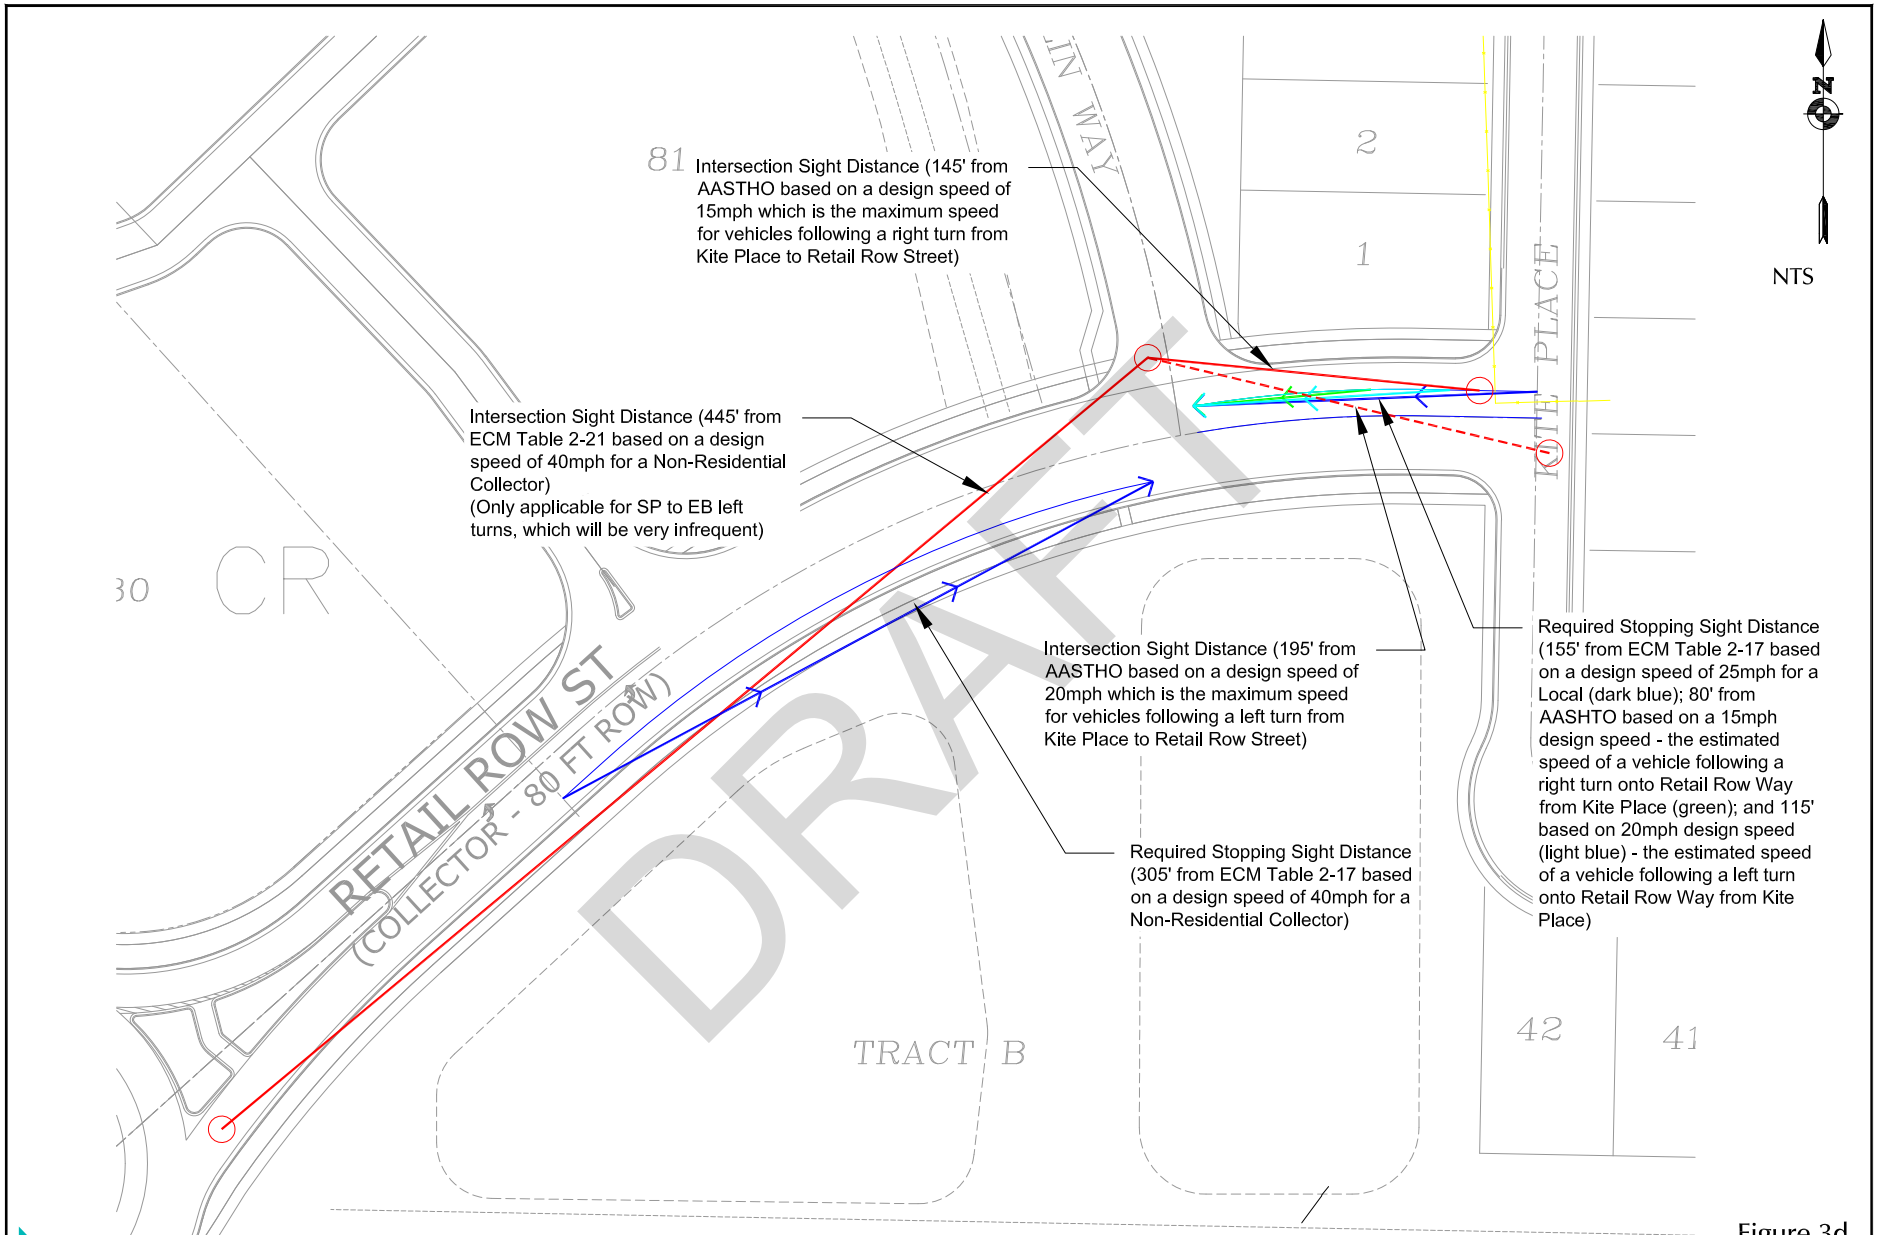 LIN WAY
N
NTS
81
2
1
KITE PLACE
Intersection Sight Distance (145' from
AASTHO based on a design speed of
15mph which is the maximum speed
for vehicles following a right turn from
Kite Place to Retail Row Street)
Intersection Sight Distance (445' from
ECM Table 2-21 based on a design
speed of 40mph for a Non-Residential
Collector)
(Only applicable for SP to EB left
turns, which will be very infrequent)
30
CR
RETAIL ROW ST
(COLLECTOR - 80 FT ROW)
DRAFT
Intersection Sight Distance (195' from
AASTHO based on a design speed of
20mph which is the maximum speed
for vehicles following a left turn from
Kite Place to Retail Row Street)
Required Stopping Sight Distance
(155' from ECM Table 2-17 based
on a design speed of 25mph for a
Local (dark blue); 80' from
AASHTO based on a 15mph
design speed - the estimated
speed of a vehicle following a
right turn onto Retail Row Way
from Kite Place (green); and 115'
based on 20mph design speed
(light blue) - the estimated speed
of a vehicle following a left turn
onto Retail Row Way from Kite
Place)
Required Stopping Sight Distance
(305' from ECM Table 2-17 based
on a design speed of 40mph for a
Non-Residential Collector)
TRACT B
42
41
Figure 3d